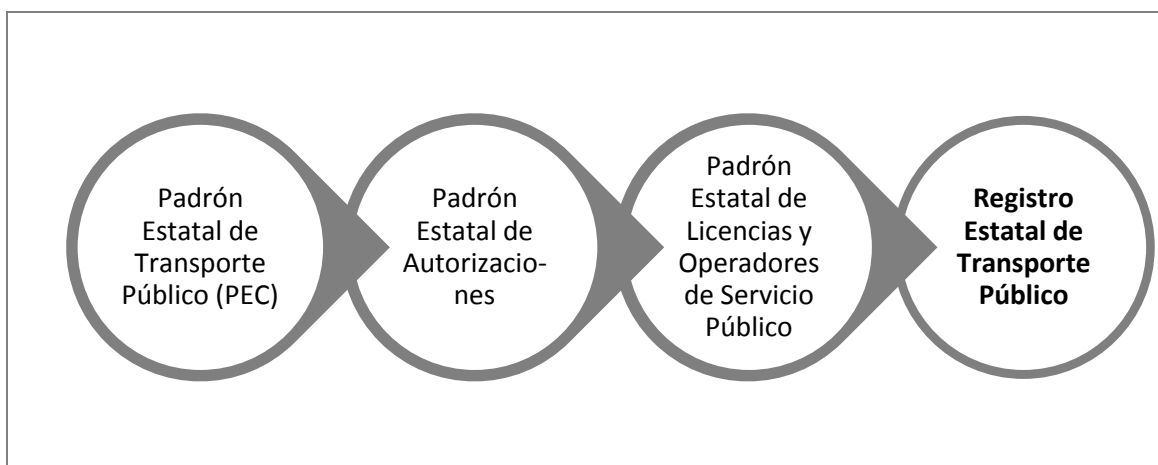 Padrón
Estatal de
Transporte
Público (PEC)
Padrón
Estatal de
Autorizacio-
nes
Padrón
Estatal de
Licencias y
Operadores
de Servicio
Público
Registro
Estatal de
Transporte
Público